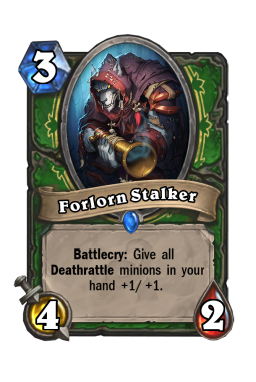 3
Forlorn Stalker
Battlecry: Give all
Deathrattle minions in your
hand +1/ +1.
4
2